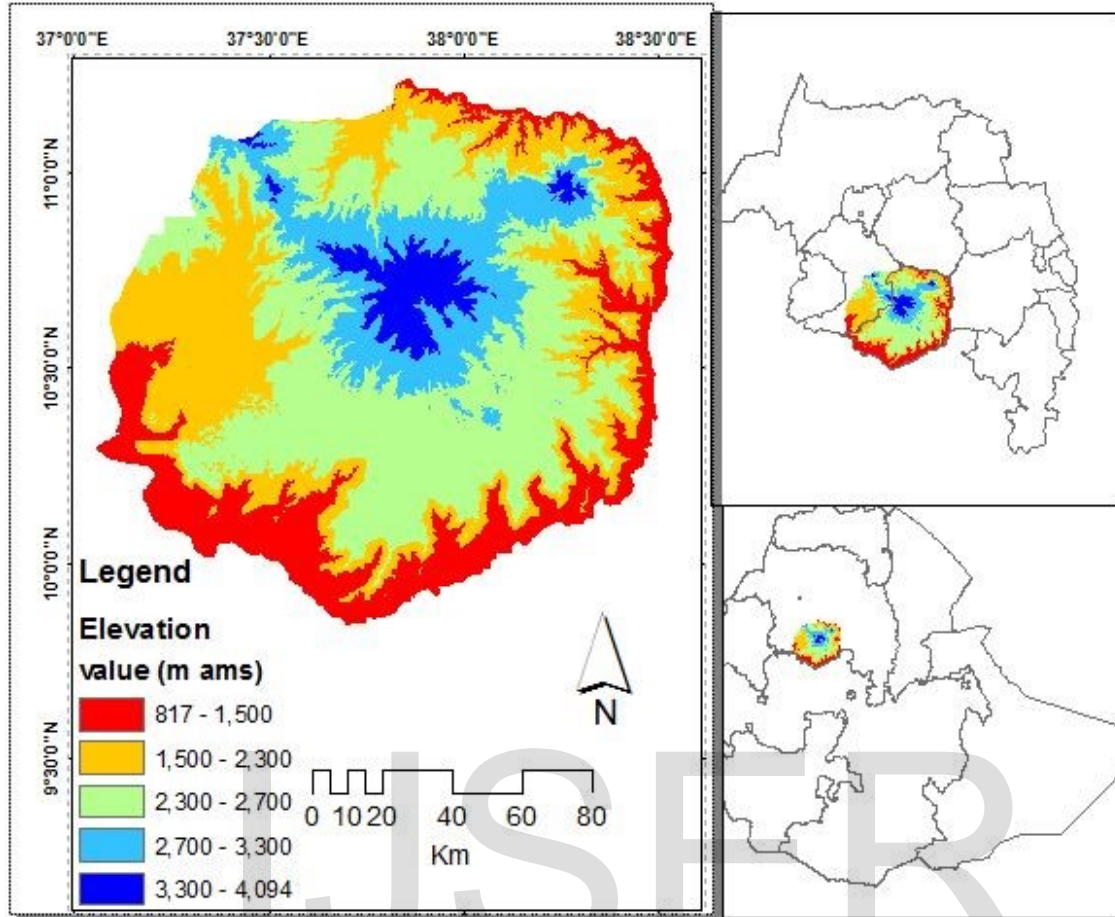 37°0'0"E 37°30'0"E 38°0'0"E 38°30'0"E
11°0'0"N
10°30'0"N
10°0'0"N
9°30'0"N
Legend
Elevation
value (m ams)
817 - 1,500
1,500 - 2,300
2,300 - 2,700
2,700 - 3,300
3,300 - 4,094
N
0 10 20 40 60 80
Km
IJSER